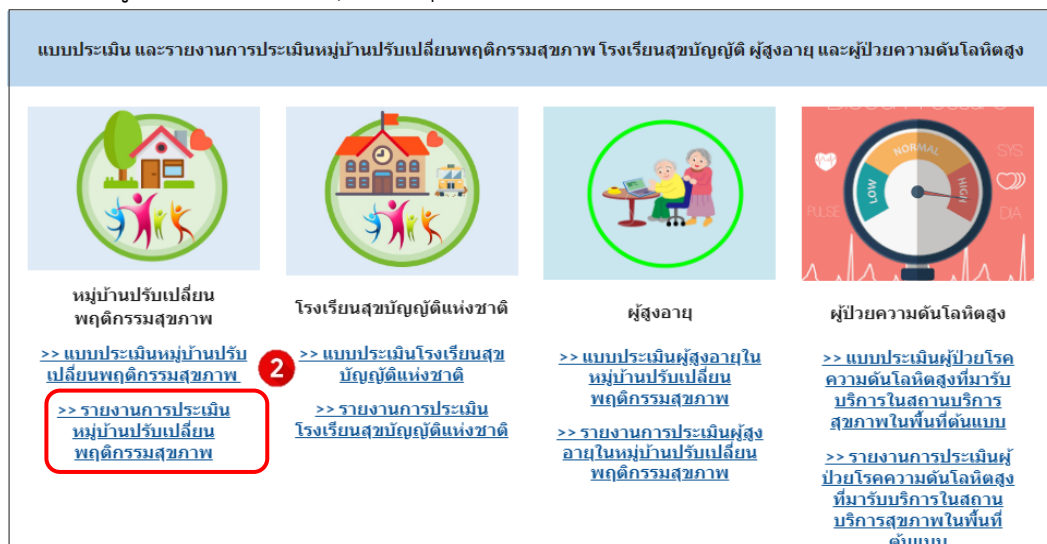 แบบประเมิน และรายงานการประเมินหมู่บ้านปรับเปลี่ยนพฤติกรรมสุขภาพ โรงเรียนสุขบัญญัติ ผู้สูงอายุ และผู้ป่วยความดันโลหิตสูง
LOW
NORMAL
HIGH
PULSE
SYS
DIA
หมู่บ้านปรับเปลี่ยน
พฤติกรรมสุขภาพ
>> แบบประเมินหมู่บ้านปรับ
เปลี่ยนพฤติกรรมสุขภาพ
2
>> รายงานการประเมิน
หมู่บ้านปรับเปลี่ยน
พฤติกรรมสุขภาพ
โรงเรียนสุขบัญญัติแห่งชาติ
>> แบบประเมินโรงเรียนสุข
บัญญัติแห่งชาติ
>> รายงานการประเมิน
โรงเรียนสุขบัญญัติแห่งชาติ
ผู้สูงอายุ
>> แบบประเมินผู้สูงอายุใน
หมู่บ้านปรับเปลี่ยน
พฤติกรรมสุขภาพ
>> รายงานการประเมินผู้สูง
อายุในหมู่บ้านปรับเปลี่ยน
พฤติกรรมสุขภาพ
ผู้ป่วยความดันโลหิตสูง
>> แบบประเมินผู้ป่วยโรค
ความดันโลหิตสูงที่มารับ
บริการในสถานบริการ
สุขภาพในพื้นที่ต้นแบบ
>> รายงานการประเมินผู้
ป่วยโรคความดันโลหิตสูง
ที่มารับบริการในสถาน
บริการสุขภาพในพื้นที่
ต้นแบบ